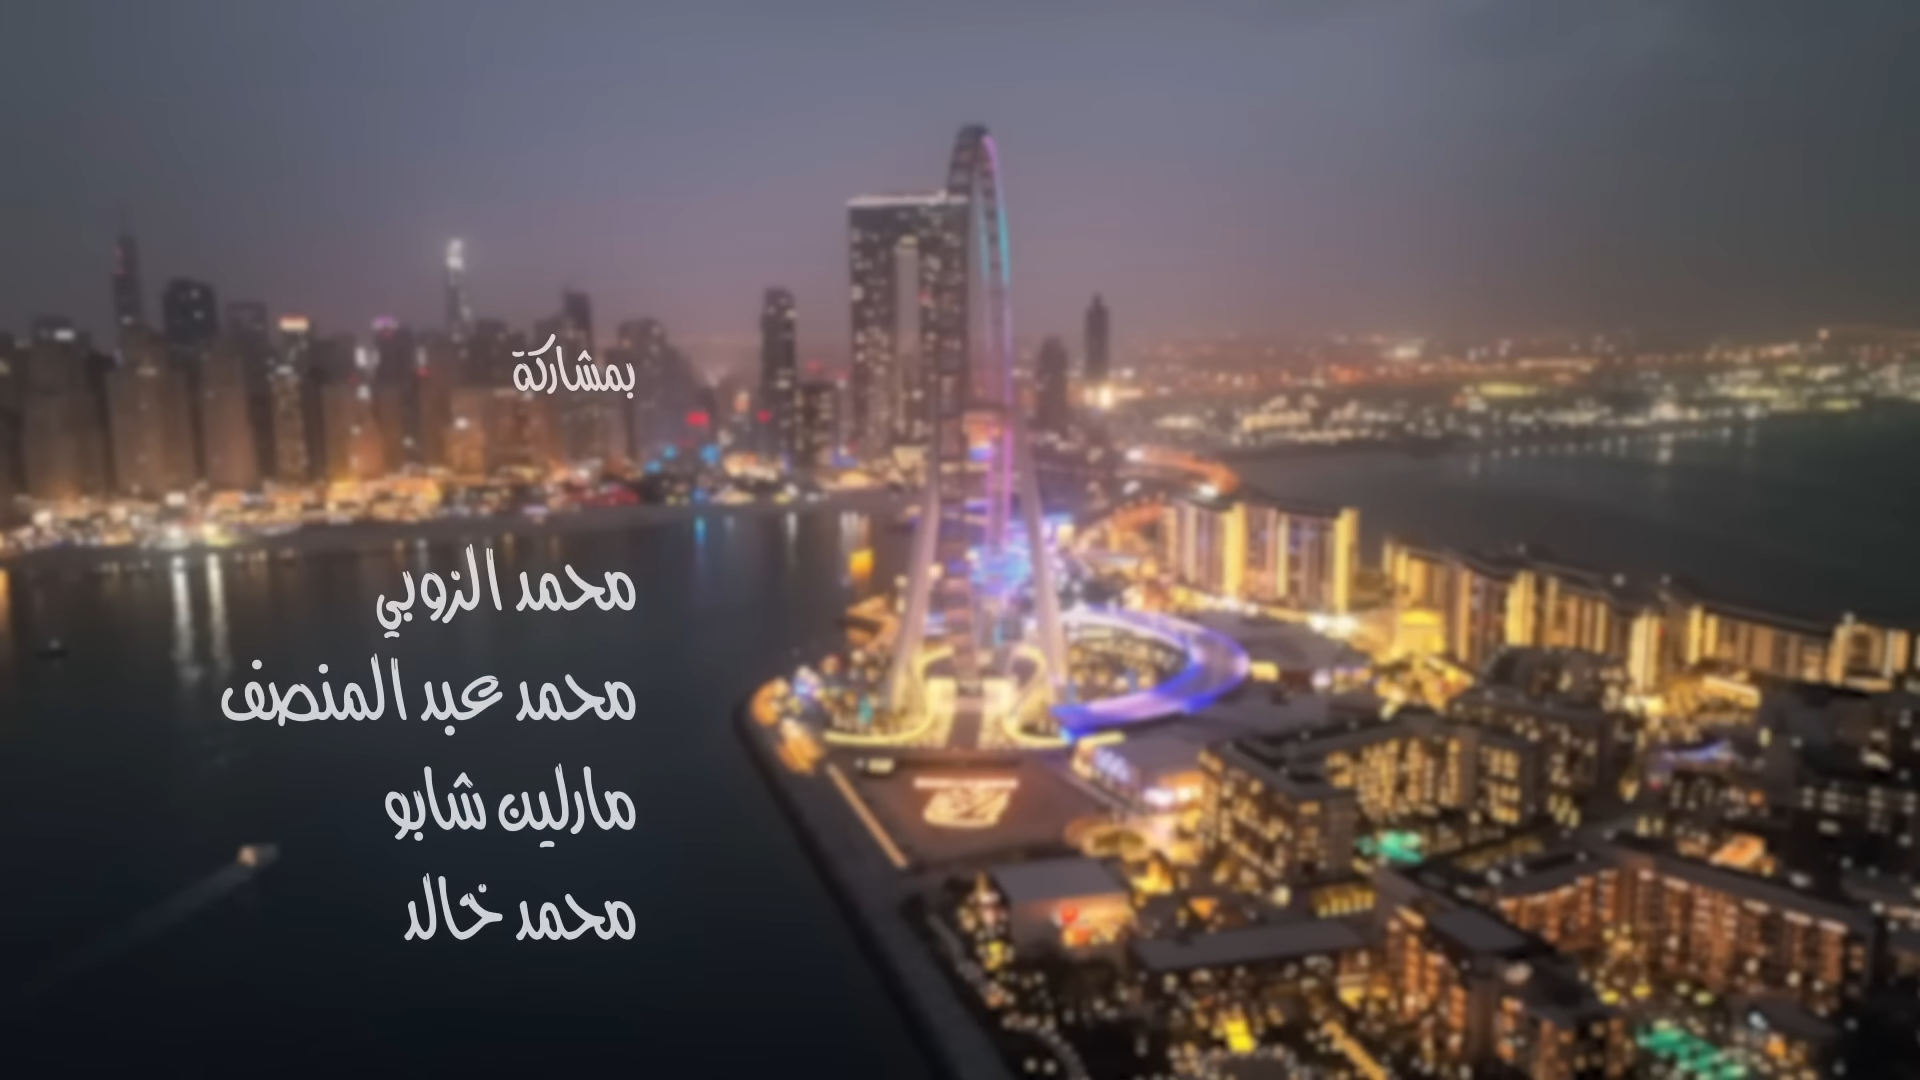 بمشاركة
محمد الزوبي
محمد عبد المنصف
مارلين شابو
محمد خالد